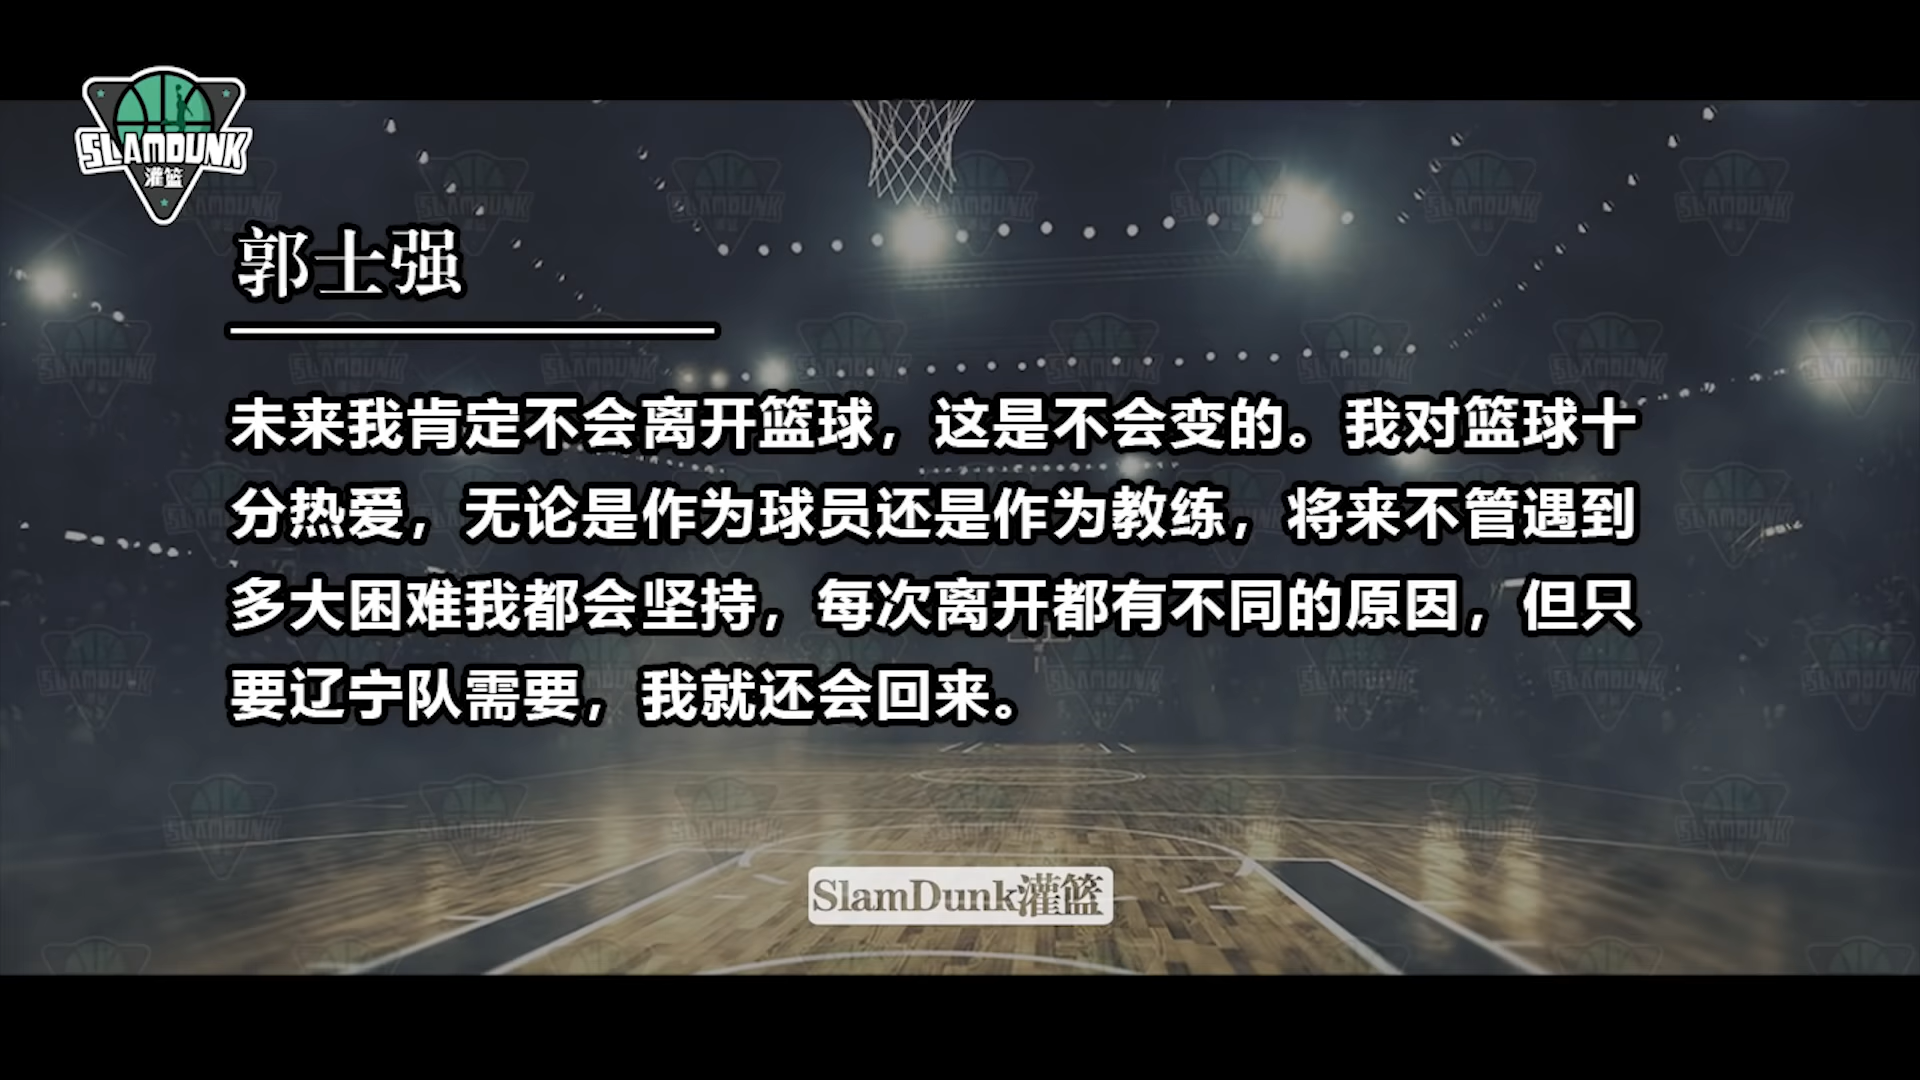 SLAMDUNK
灌篮
郭士强
未来我肯定不会离开篮球，这是不会变的。我对篮球十
分热爱，无论是作为球员还是作为教练，将来不管遇到
多大困难我都会坚持，每次离开都有不同的原因，但只
要辽宁队需要，我就还会回来。
SlamDunk灌篮